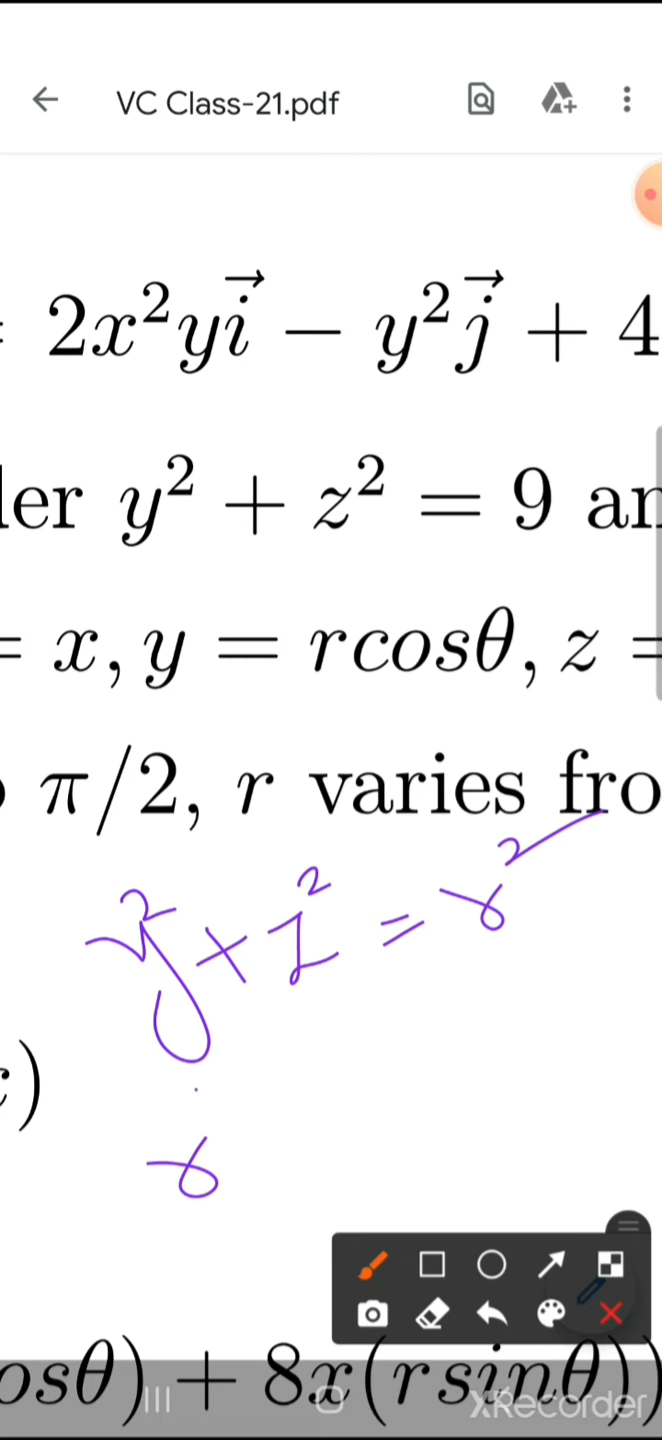 VC Class-21.pdf
= 2x²yi⃗ − y²j⃗ + 4
er y² + z² = 9 an
= x, y = rcosθ, z =
π/2, r varies fro
y² + z² = r²
)
r
osθ) + 8x(rsinθ))
XRecorder